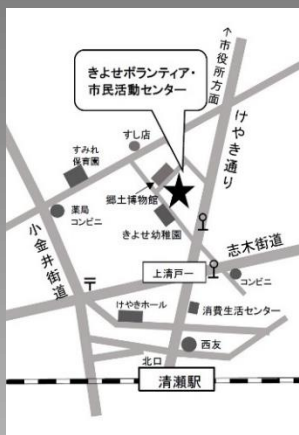 ↑市役所方面
きよせボランティア・
市民活動センター
けやき通り
すし店
すみれ
保育園
郷土博物館
薬局
コンビニ
きよせ幼稚園
小金井街道
志木街道
上清戸一
コンビニ
〒
けやきホール
消費生活センター
西友
北口
清瀬駅